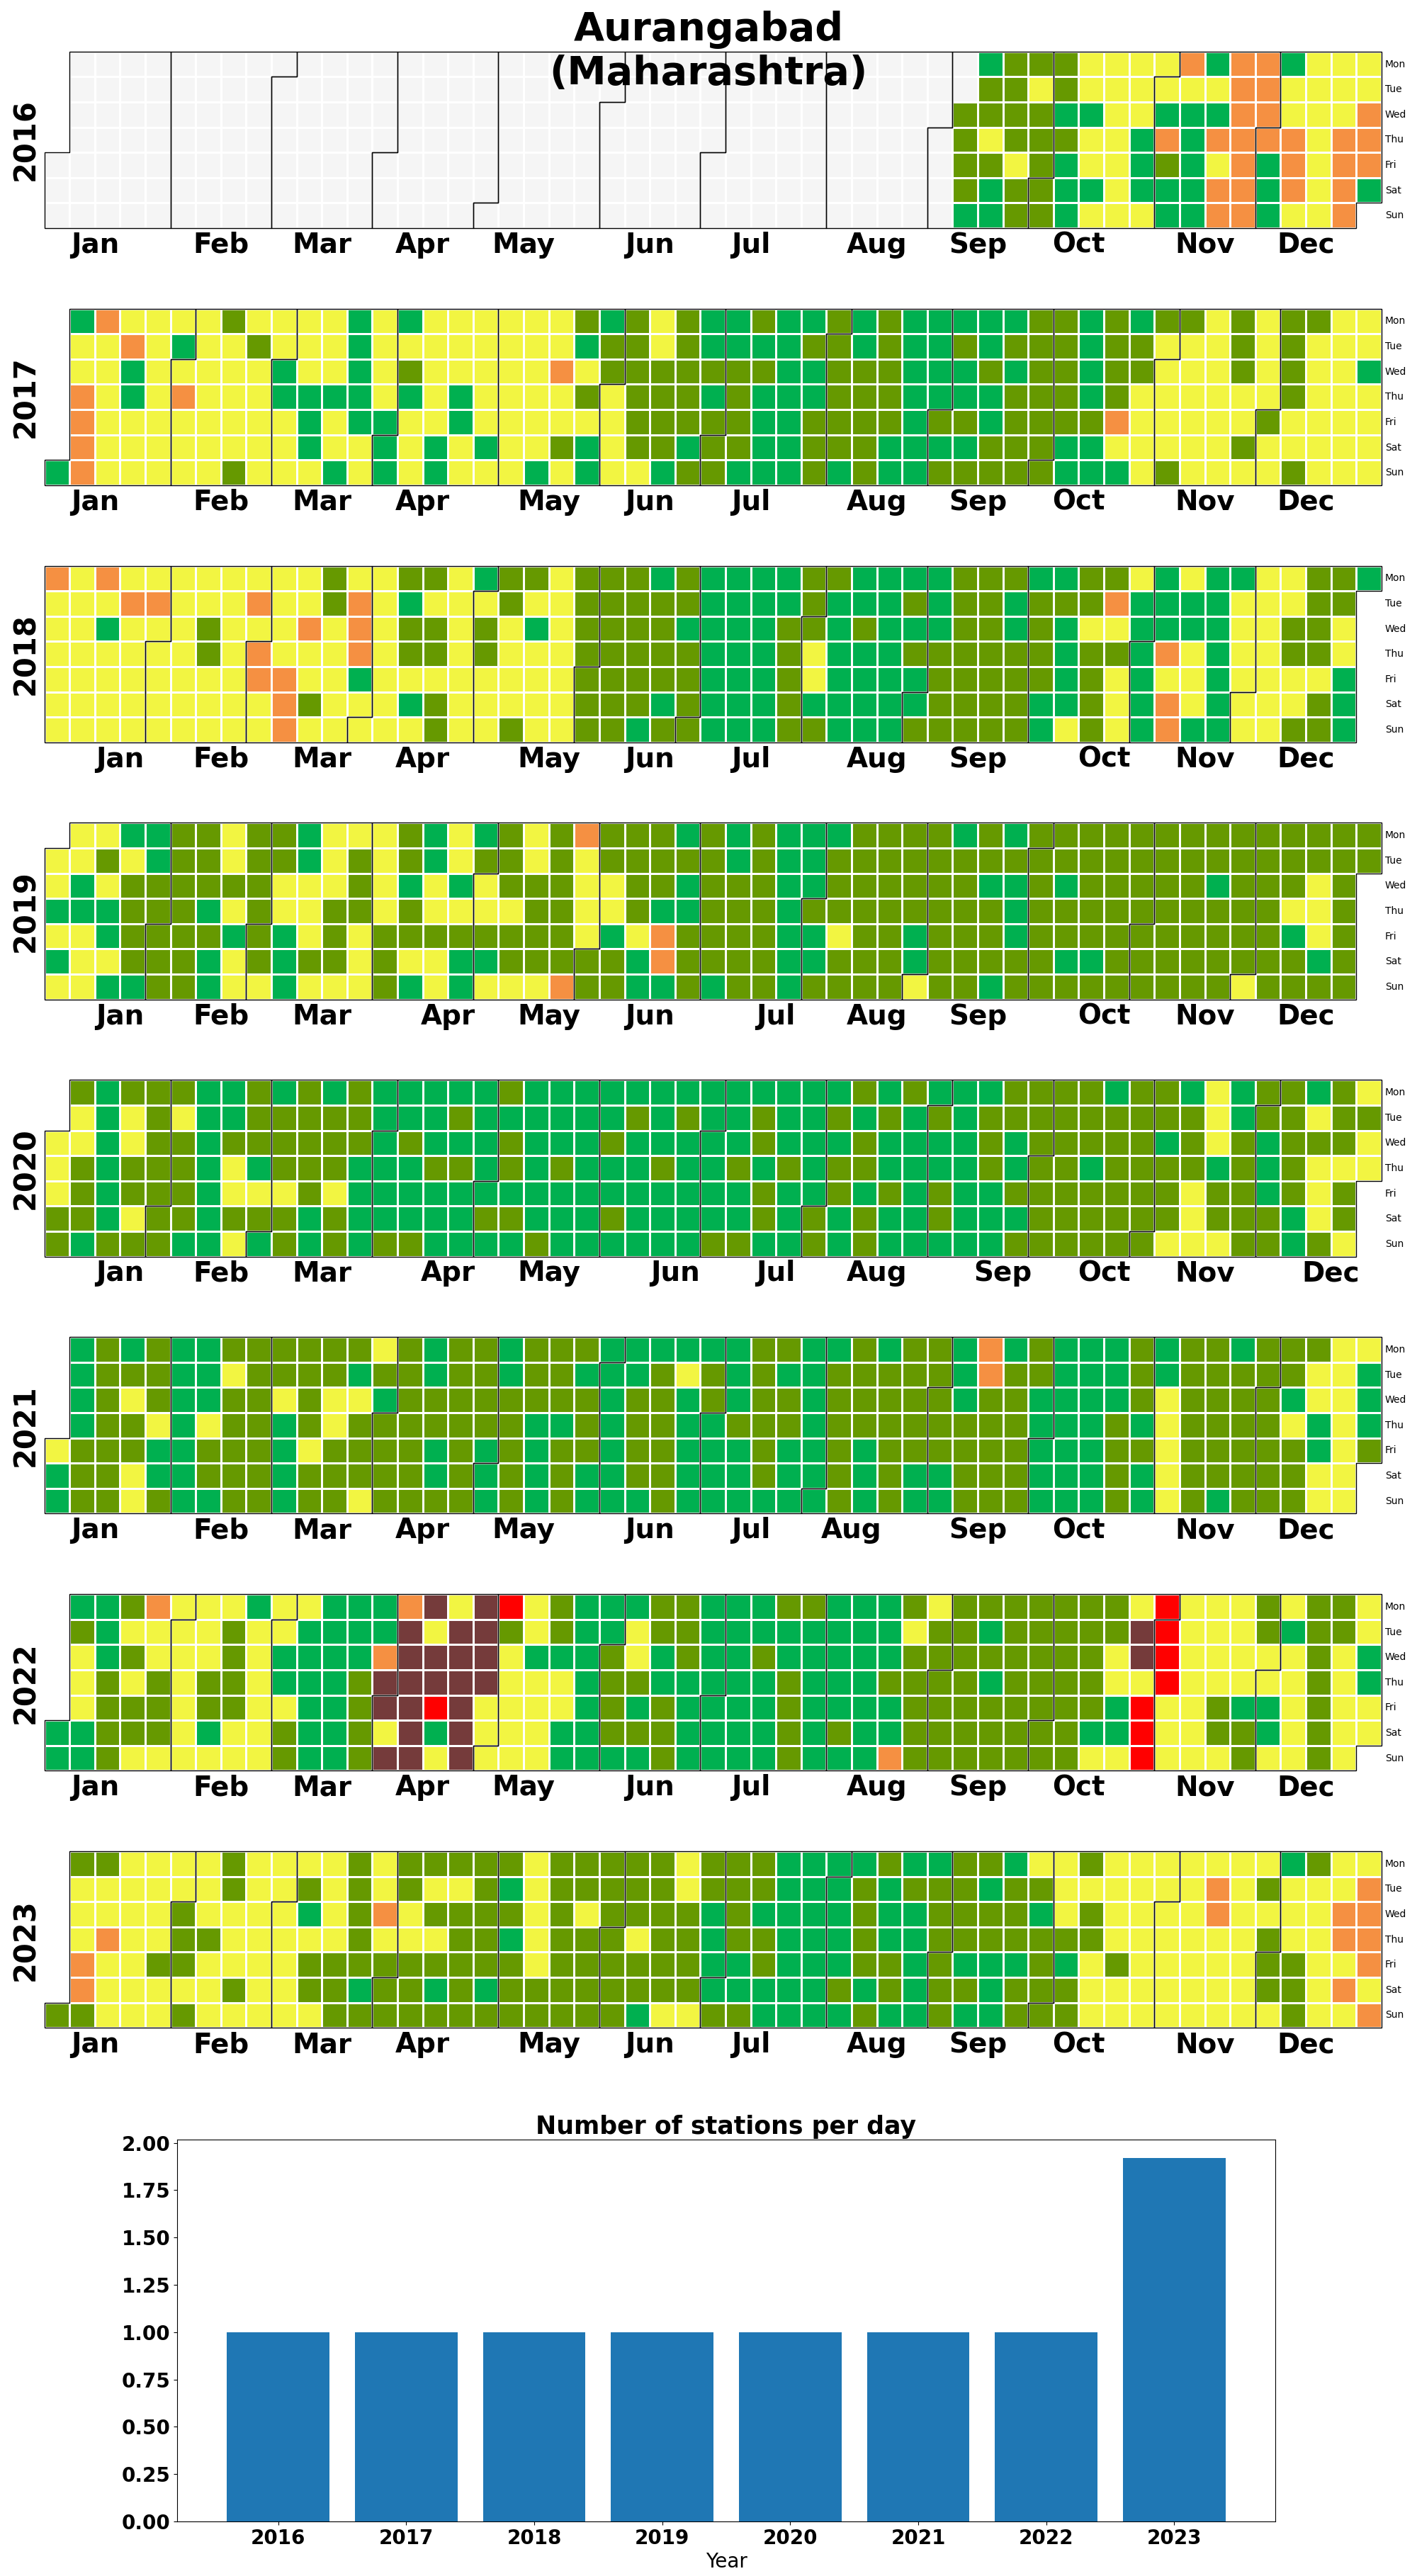 Aurangabad
(Maharashtra)
2016
Mon
Tue
Wed
Thu
Fri
Sat
Sun
Jan Feb Mar Apr May Jun Jul Aug Sep Oct Nov Dec
2017
Mon
Tue
Wed
Thu
Fri
Sat
Sun
Jan Feb Mar Apr May Jun Jul Aug Sep Oct Nov Dec
2018
Mon
Tue
Wed
Thu
Fri
Sat
Sun
Jan Feb Mar Apr May Jun Jul Aug Sep Oct Nov Dec
2019
Mon
Tue
Wed
Thu
Fri
Sat
Sun
Jan Feb Mar Apr May Jun Jul Aug Sep Oct Nov Dec
2020
Mon
Tue
Wed
Thu
Fri
Sat
Sun
Jan Feb Mar Apr May Jun Jul Aug Sep Oct Nov Dec
2021
Mon
Tue
Wed
Thu
Fri
Sat
Sun
Jan Feb Mar Apr May Jun Jul Aug Sep Oct Nov Dec
2022
Mon
Tue
Wed
Thu
Fri
Sat
Sun
Jan Feb Mar Apr May Jun Jul Aug Sep Oct Nov Dec
2023
Mon
Tue
Wed
Thu
Fri
Sat
Sun
Jan Feb Mar Apr May Jun Jul Aug Sep Oct Nov Dec
Number of stations per day
2.00
1.75
1.50
1.25
1.00
0.75
0.50
0.25
0.00
2016 2017 2018 2019 2020 2021 2022 2023
Year